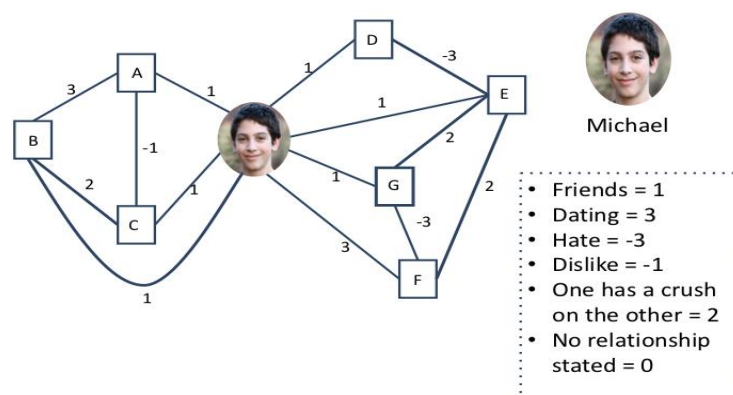 D
-3
A
3
1
1
1
E
Michael
B
-1
2
2
1
G
1
C
-3
2
3
F
1
• Friends = 1
• Dating = 3
• Hate = -3
• Dislike = -1
• One has a crush
on the other = 2
• No relationship
stated = 0